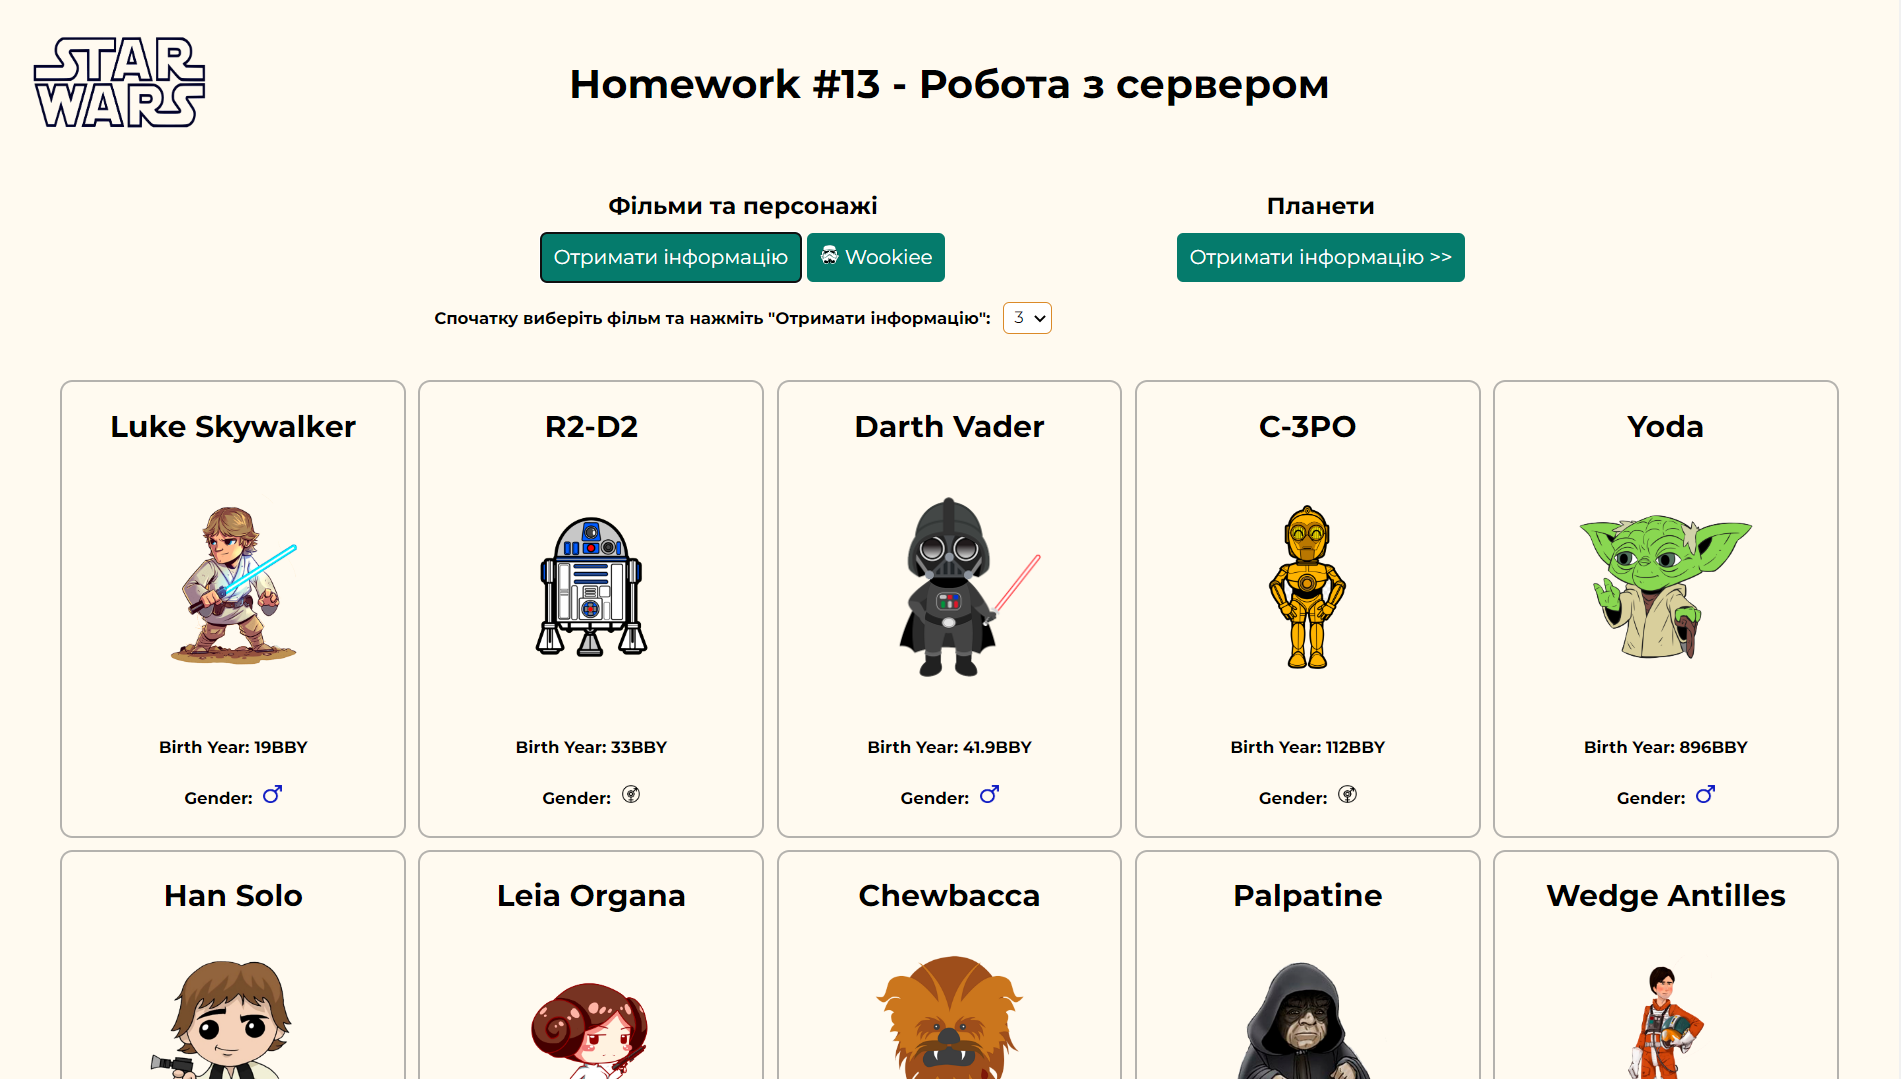 STAR
WARS
Homework #13 - Робота з сервером
Фільми та персонажі
Отримати інформацію
Wookiee
Спочатку виберіть фільм та нажміть "Отримати інформацію":
3
Планети
Отримати інформацію >>
Luke Skywalker
Birth Year: 19BBY
Gender:
R2-D2
Birth Year: 33BBY
Gender:
Darth Vader
Birth Year: 41.9BBY
Gender:
C-3PO
Birth Year: 112BBY
Gender:
Yoda
Birth Year: 896BBY
Gender:
Han Solo
Leia Organa
Chewbacca
Palpatine
Wedge Antilles